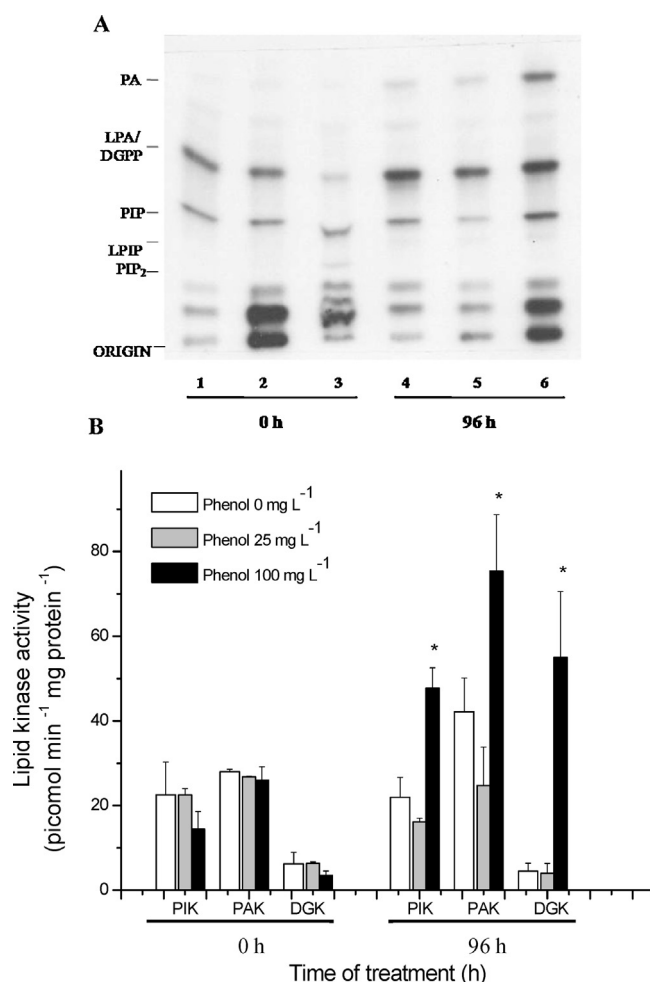 A
PA
LPA/
DGPP
PIP
LPIP
PIP2
ORIGIN
1 2 3 4 5 6
0 h 96h
B
Phenol 0 mg L-1
Phenol 25 mg L-1
Phenol 100 mg L-1
* * *
80
60
40
20
0
Lipid kinase activity
(picomol min -1 mg protein -1)
PIK PAK DGK PIK PAK DGK
0 h 96 h
Time of treatment (h)